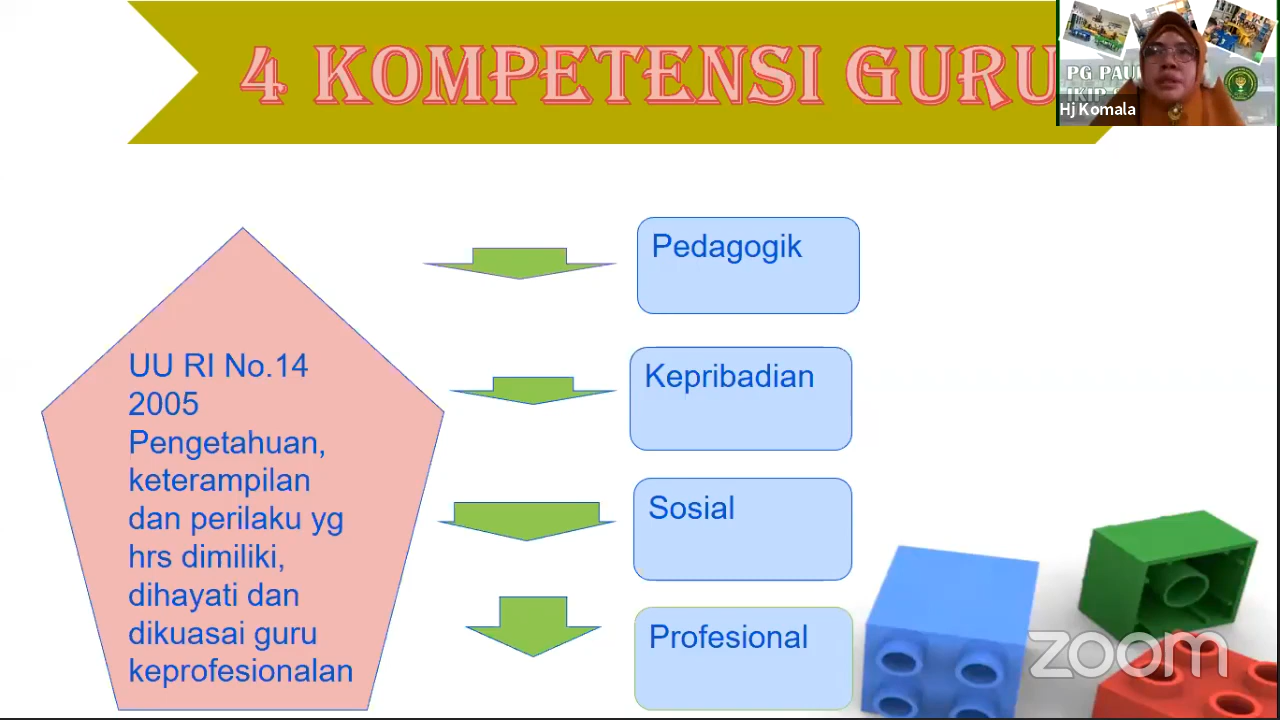 4 KOMPETENSI GURU
PG PAU
IKIP
Hj Komala
UU RI No.14
2005
Pengetahuan,
keterampilan
dan perilaku yg
hrs dimiliki,
dihayati dan
dikuasai guru
keprofesionalan
Pedagogik
Kepribadian
Sosial
Profesional
zoom